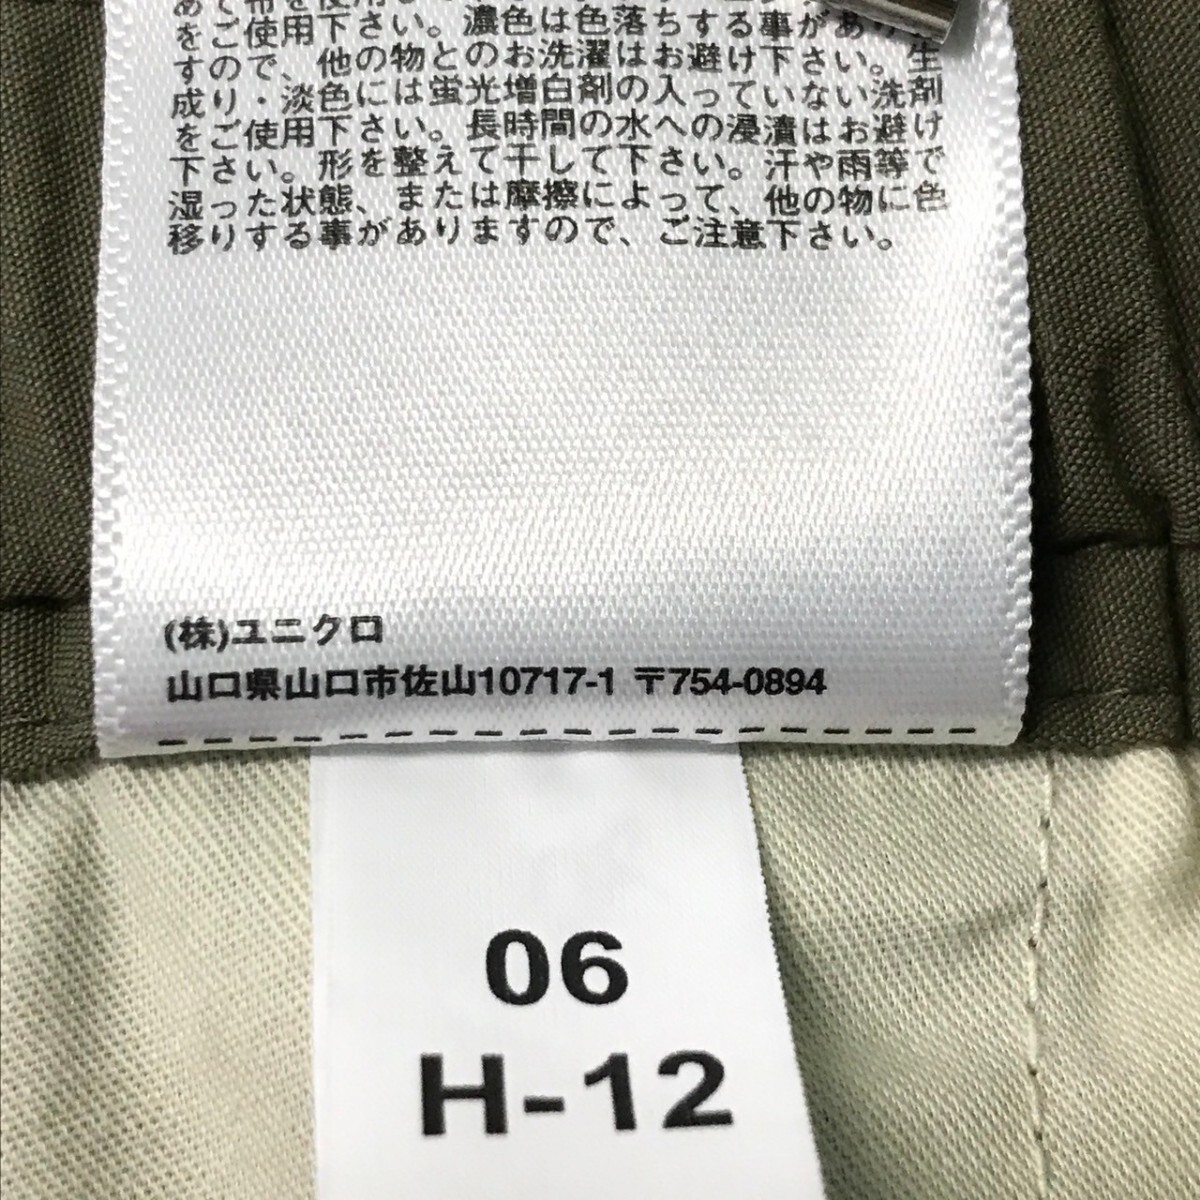 をご使用下さい。濃色は色落ちする事があ
すので、他の物とのお洗濯はお避け下さい。生
成り・淡色には蛍光増白剤の入っていない洗剤
をご使用下さい。長時間の水への浸漬はお避け
下さい。形を整えて干して下さい。汗や雨等で
湿った状態、または摩擦によって、他の物に色
移りする事がありますので、ご注意下さい。
(株)ユニクロ
山口県山口市佐山10717-1 〒754-0894
06
H-12